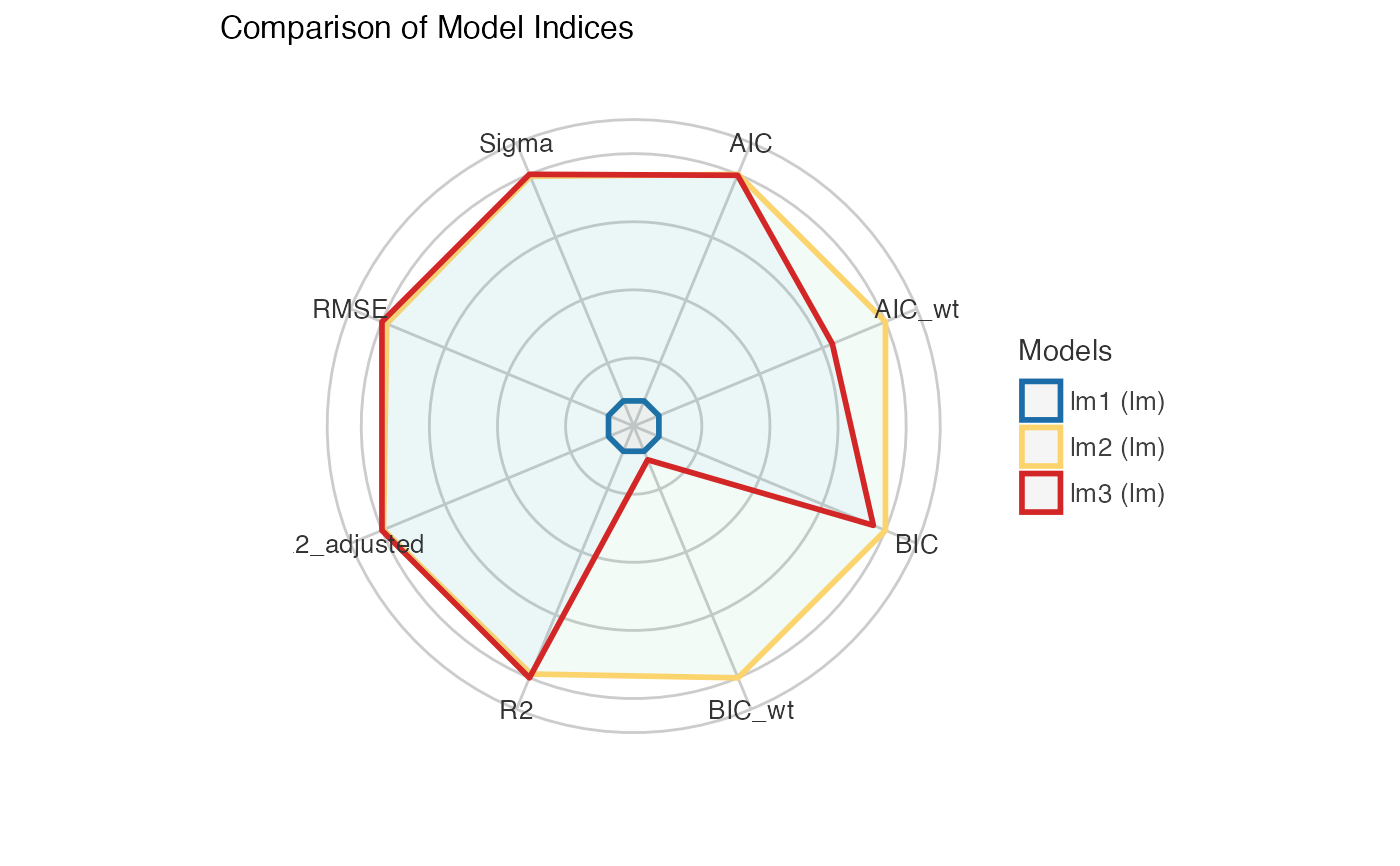 Comparison of Model Indices
Sigma
AIC
RMSE
AIC_wt
2_adjusted
BIC
R2
BIC_wt
Models
lm1 (lm)
lm2 (lm)
lm3 (lm)